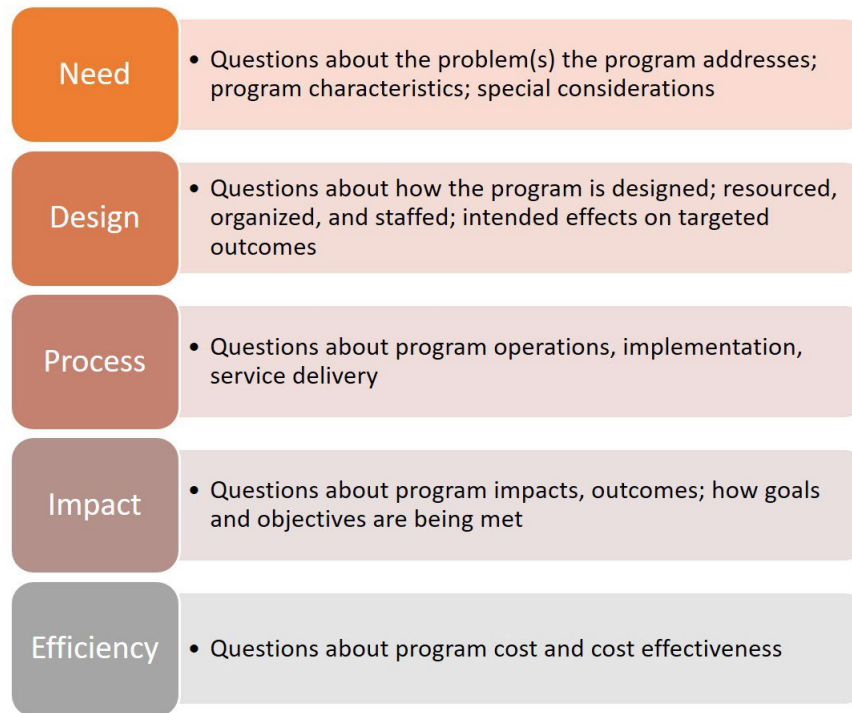 Need
• Questions about the problem(s) the program addresses;
program characteristics; special considerations
Design
• Questions about how the program is designed; resourced,
organized, and staffed; intended effects on targeted
outcomes
Process
• Questions about program operations, implementation,
service delivery
Impact
• Questions about program impacts, outcomes; how goals
and objectives are being met
Efficiency
• Questions about program cost and cost effectiveness